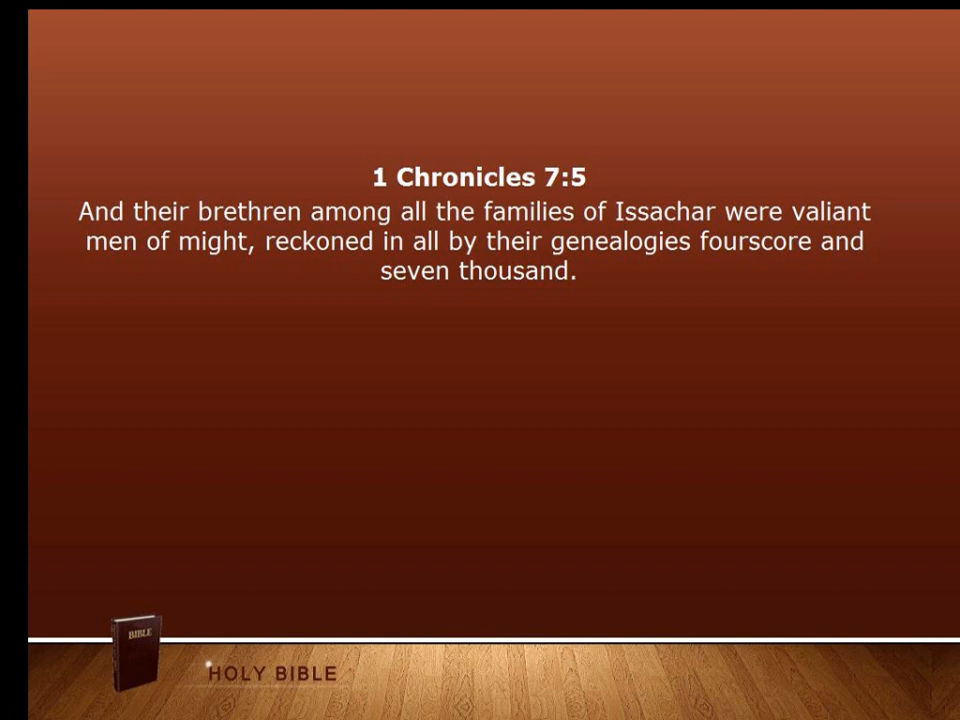 1 Chronicles 7:5
And their brethren among all the families of Issachar were valiant
men of might, reckoned in all by their genealogies fourscore and
seven thousand.
BIBLE
HOLY BIBLE